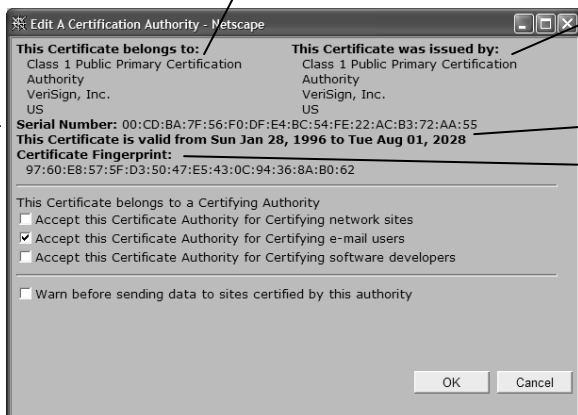 Edit A Certification Authority - Netscape
This Certificate belongs to:
Class 1 Public Primary Certification
Authority
VeriSign, Inc.
US
This Certificate was issued by:
Class 1 Public Primary Certification
Authority
VeriSign, Inc.
US
Serial Number: 00:CD:BA:7F:56:F0:DF:E4:BC:54:FE:22:AC:B3:72:AA:55
This Certificate is valid from Sun Jan 28, 1996 to Tue Aug 01, 2028
Certificate Fingerprint:
97:60:E8:57:5F:D3:50:47:E5:43:0C:94:36:8A:B0:62
This Certificate belongs to a Certifying Authority
Accept this Certificate Authority for Certifying network sites
Accept this Certificate Authority for Certifying e-mail users
Accept this Certificate Authority for Certifying software developers
Warn before sending data to sites certified by this authority
OK
Cancel